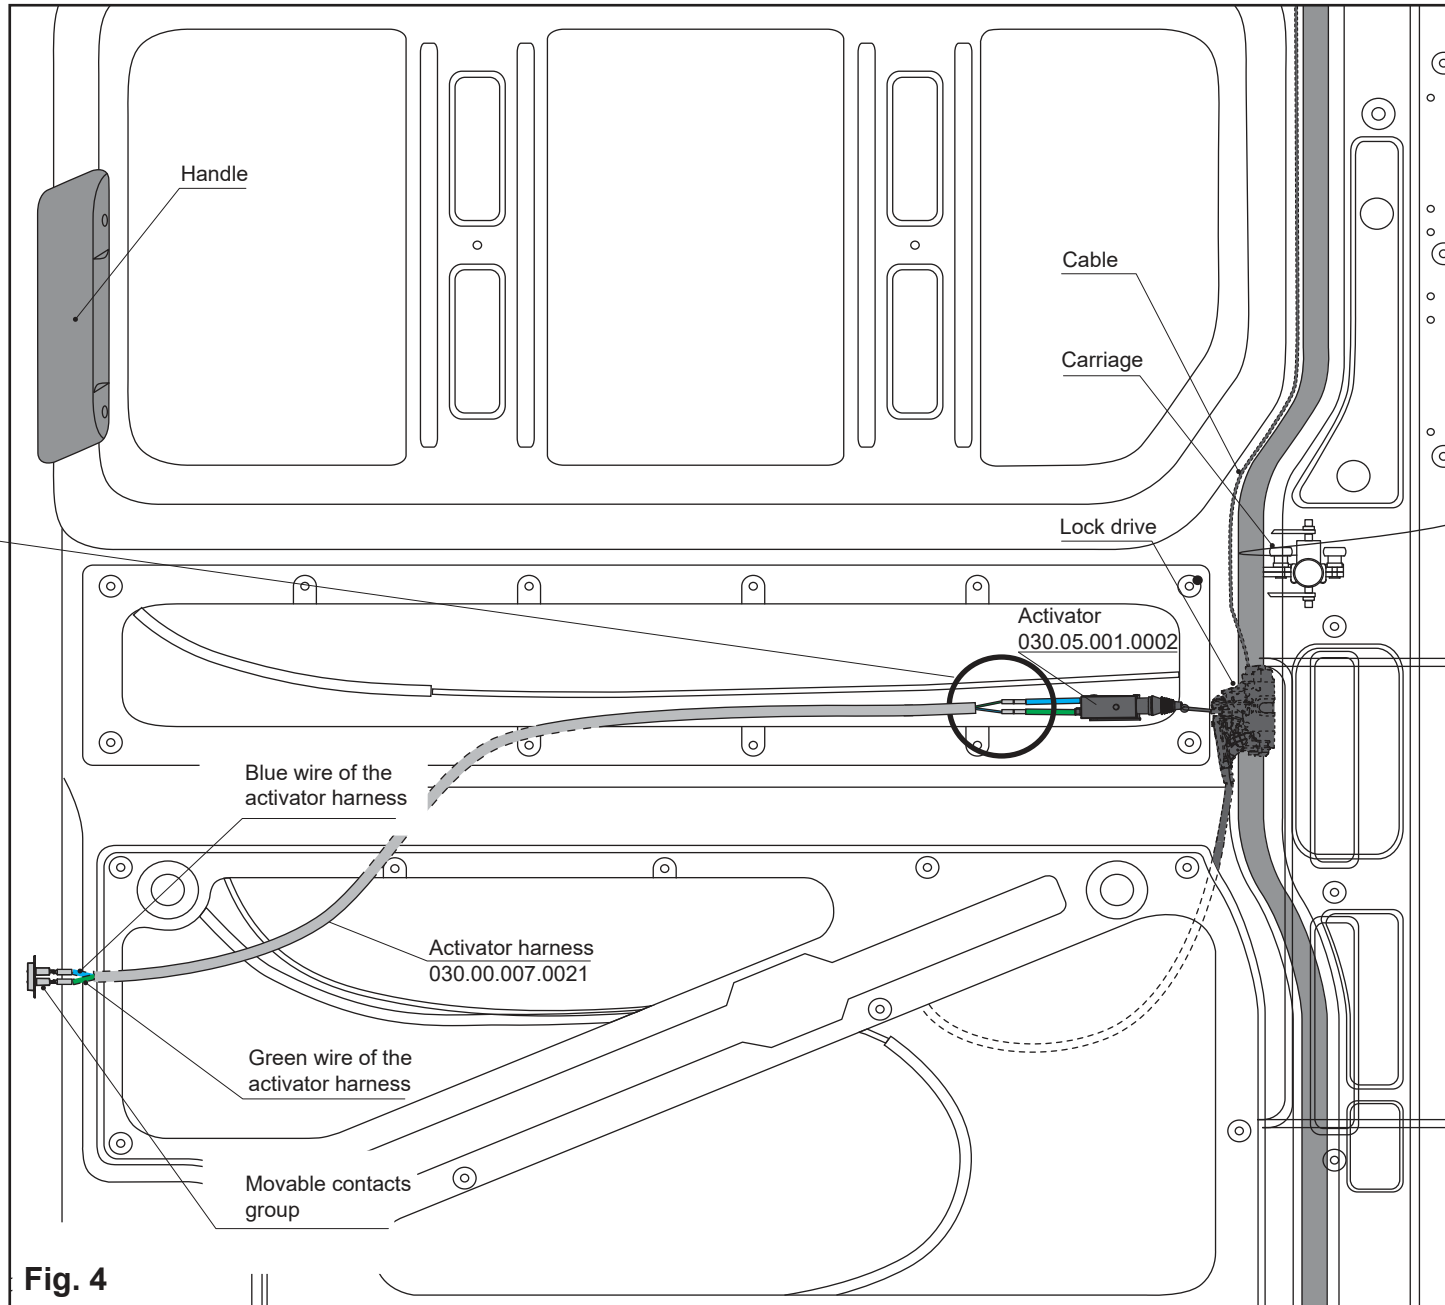 Handle
Cable
Carriage
Lock drive
Activator
030.05.001.0002
Blue wire of the
activator harness
Activator harness
030.00.007.0021
Green wire of the
activator harness
Movable contacts
group
Fig. 4